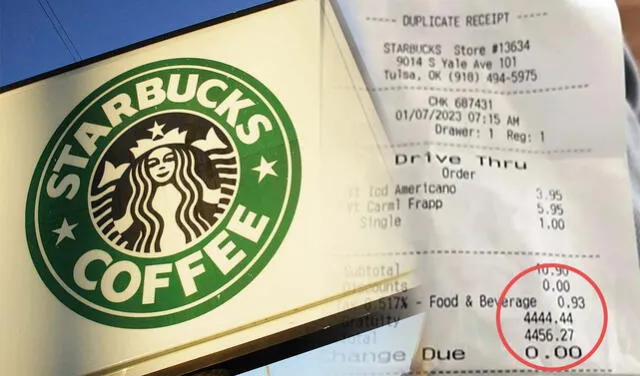 STARBUCKS
COFFEE
DUPLICATE RECEIPT
STARBUCKS Store #13634
9014 S Yale Ave 101
Tulsa, OK (918) 494-5975
CHK 687431
01/07/2023 07:15 AM
Drawer: 1 Reg: 1
Drive Thru
Order
Icd Americano 3.95
Carml Frapp 5.95
Single 1.00
Subtotal 10.90
Discounts 0.00
- Food & Beverage 0.93
Gratuity 4444.44
Total 4456.27
Change Due 0.00